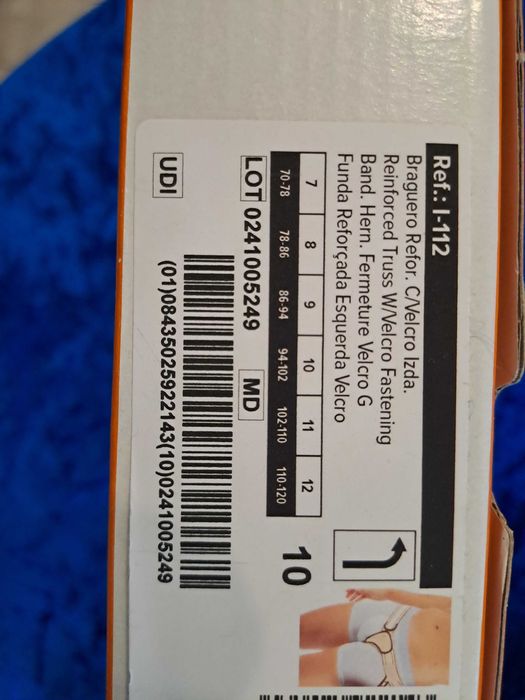 Ref.: I-112
Braguero Refor. C/Velcro Izda.
Reinforced Truss W/Velcro Fastening
Band. Hern. Fermeture Velcro G
Funda Reforçada Esquerda Velcro
7 8 9 10 11 12
70-78 78-86 86-94 94-102 102-110 110-120
10
LOT 0241005249 MD
UDI
(01)08435025922143(10)0241005249